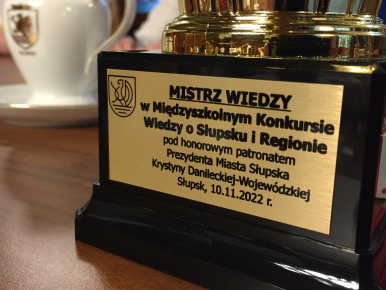 MISTRZ WIEDZY
w Międzyszkolnym Konkursie
Wiedzy o Słupsku i Regionie
pod honorowym patronatem
Prezydenta Miasta Słupska
Krystyny Danileckiej-Wojewódzkiej
Słupsk, 10.11.2022 r.